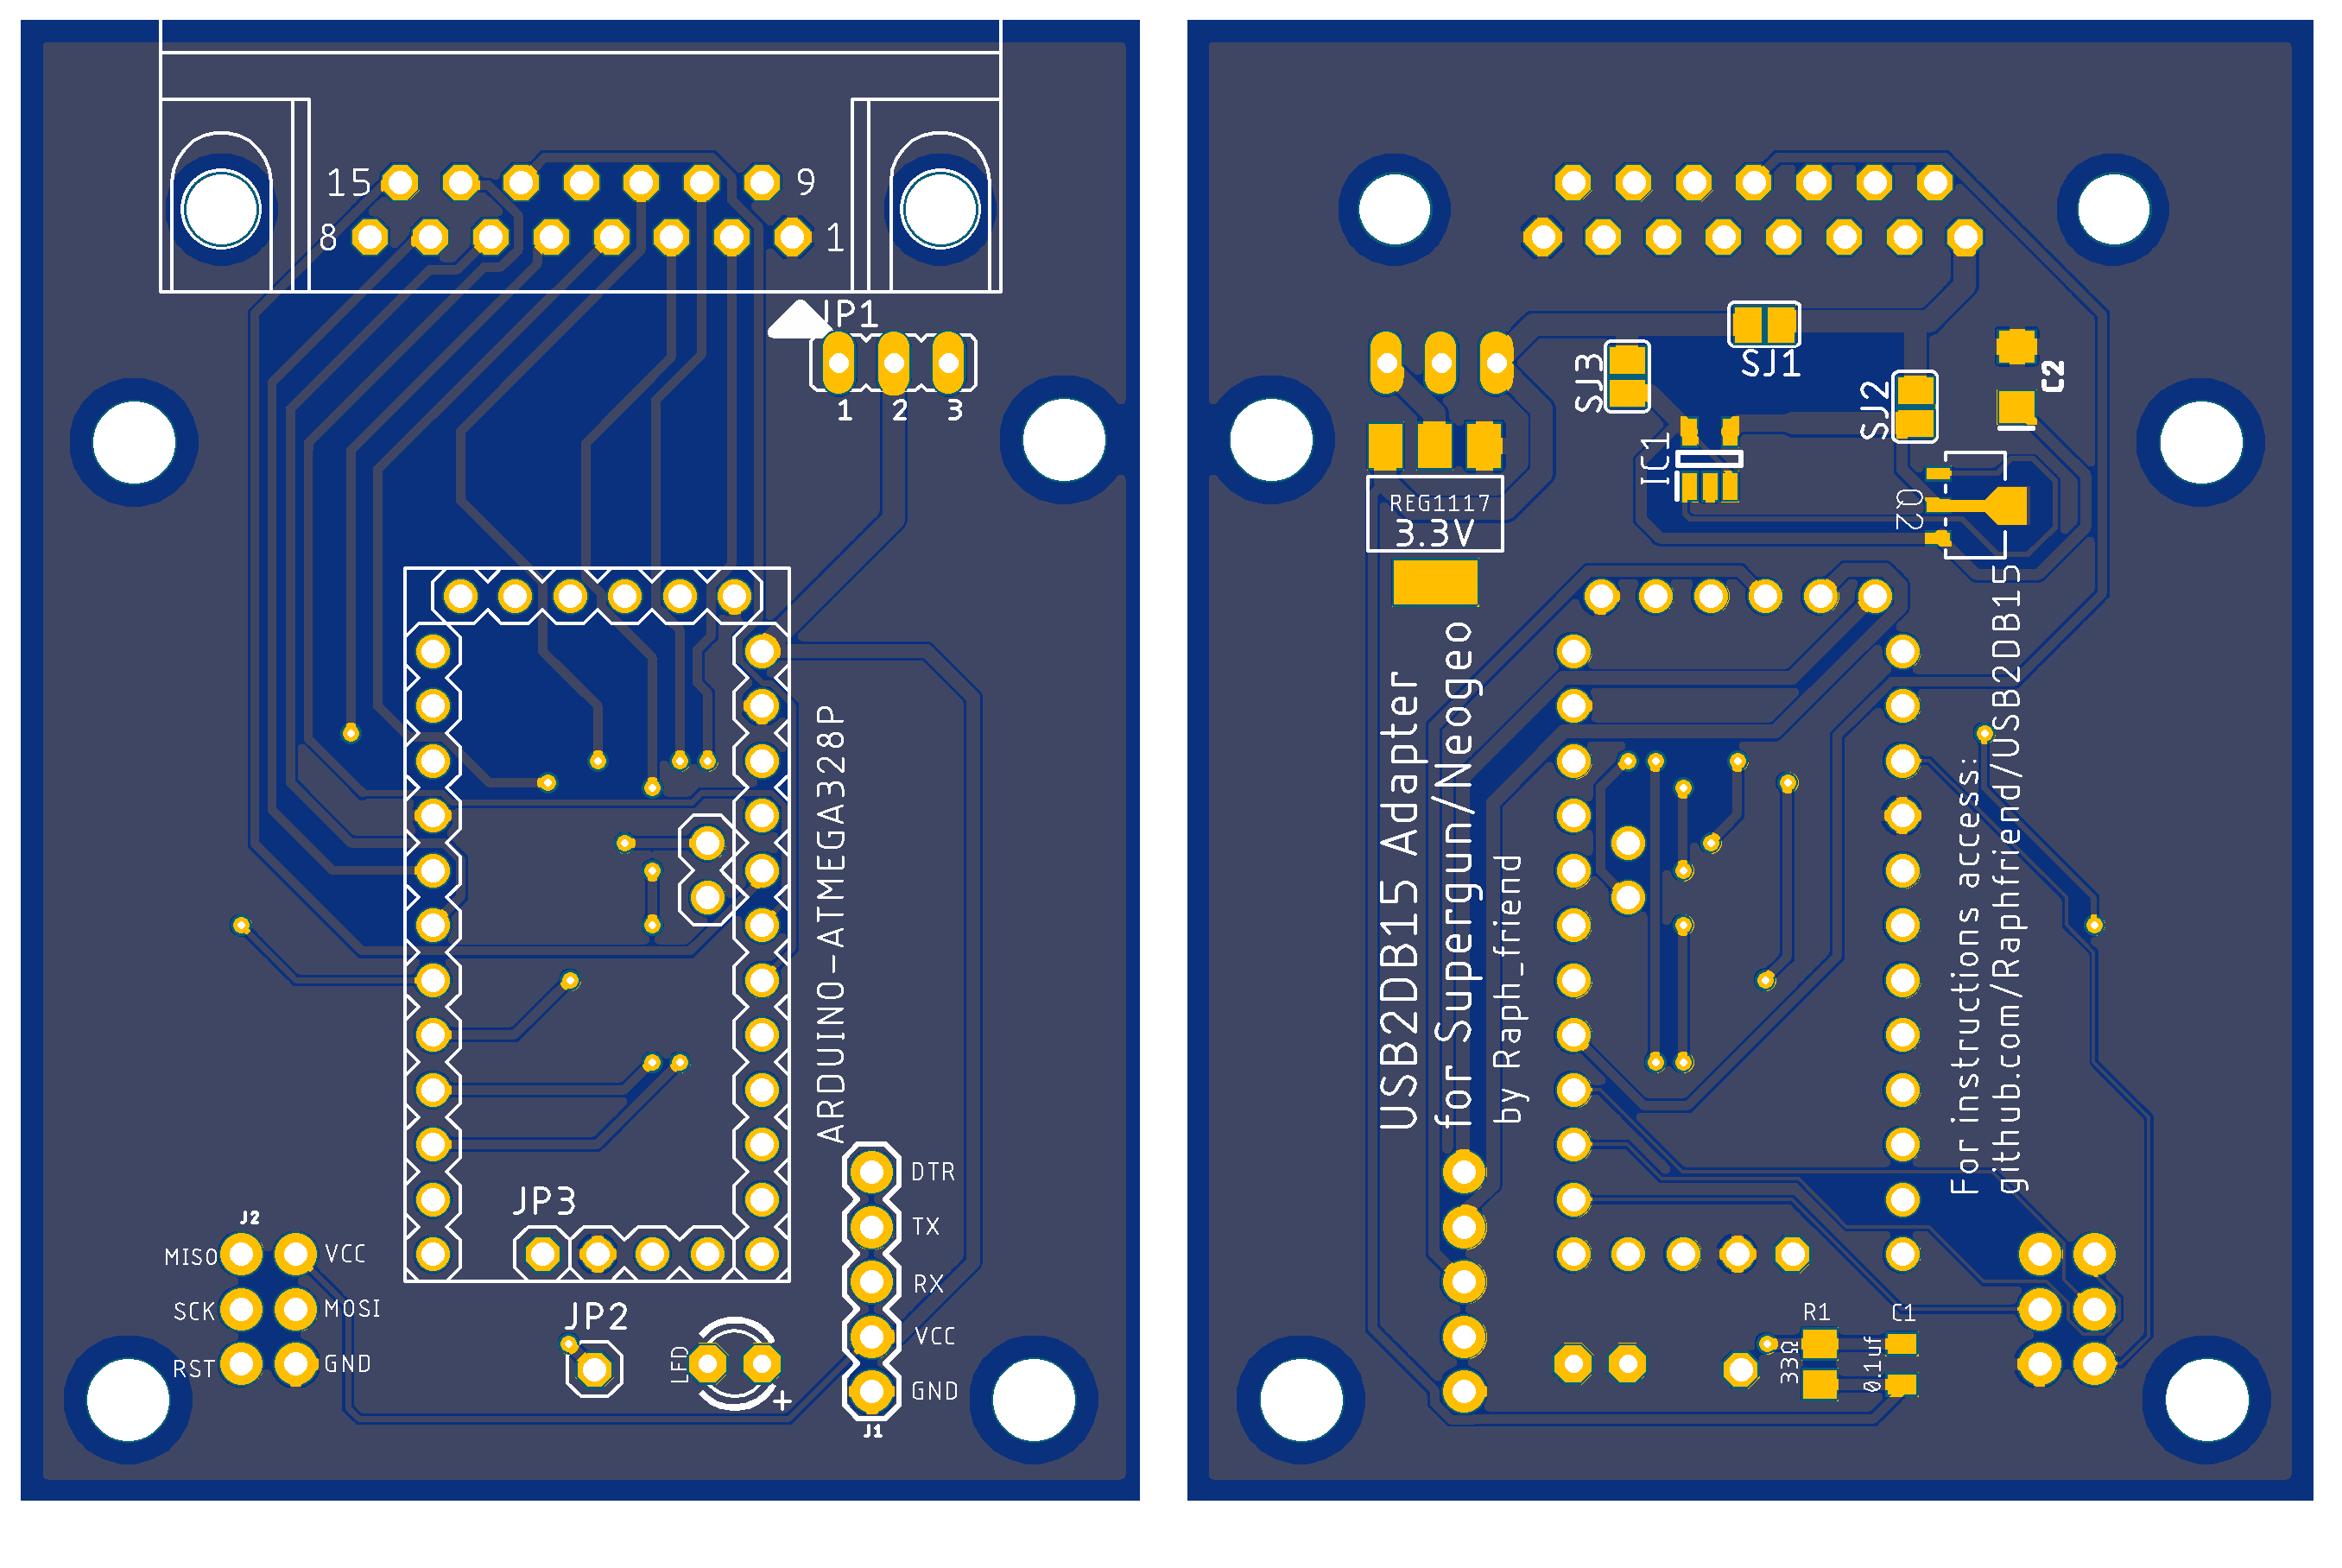 15
9
8
1
JP1
1 2 3
ARDUINO-ATMEGA328P
JP3
J2
MISO
VCC
SCK
MOSI
RST
GND
JP2
LED
+
DTR
TX
RX
VCC
GND
J1
SJ3
SJ1
SJ2
C2
IC1
Q2
REG1117
3.3V
USB2DB15 Adapter
for Supergun/Neogeo
by Raph_friend
For instructions access:
github.com/Raphfriend/USB2DB15
R1
33Ω
C1
0.1uf